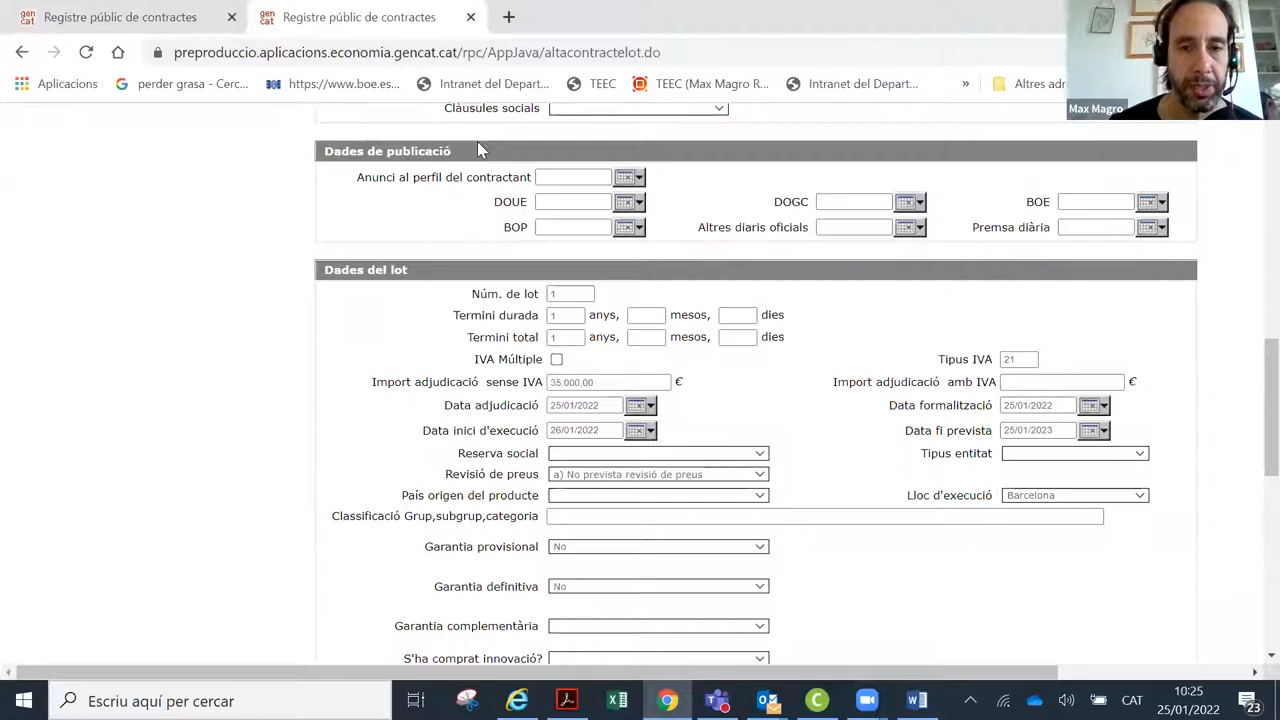 Registre públic de contractes
Registre públic de contractes
preproduccio.aplicacions.economia.gencat.cat/rpc/AppJava/altacontractelot.do
Aplicacions
perder grasa - Cerc...
https://www.boe.es...
Intranet del Depart...
TEEC
TEEC (Max Magro R...
Intranet del Depart...
»
Altres adr
Max Magro
Clàusules socials
Dades de publicació
Anunci al perfil del contractant
DOUE DOGC BOE
BOP Altres diaris oficials Premsa diària
Dades del lot
Núm. de lot 1
Termini durada 1 anys, mesos, dies
Termini total 1 anys, mesos, dies
IVA Múltiple Tipus IVA 21
Import adjudicació sense IVA 35.000,00 € Import adjudicació amb IVA €
Data adjudicació 25/01/2022 Data formalització 25/01/2022
Data inici d'execució 26/01/2022 Data fi prevista 25/01/2023
Reserva social Tipus entitat
Revisió de preus a) No prevista revisió de preus
País origen del producte Lloc d'execució Barcelona
Classificació Grup,subgrup,categoria
Garantia provisional No
Garantia definitiva No
Garantia complementària
S'ha comprat innovació?
Escriu aquí per cercar
CAT
10:25
25/01/2022
23